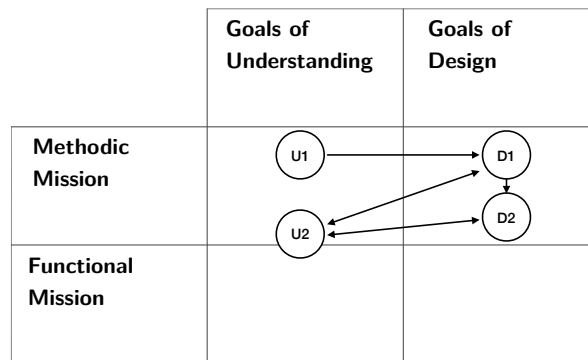 Goals of
Understanding
Goals of
Design
Methodic
Mission
U1
D1
U2
D2
Functional
Mission